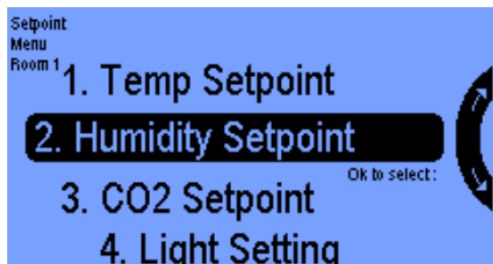 Setpoint
Menu
Room 1
1. Temp Setpoint
2. Humidity Setpoint
Ok to select:
3. CO2 Setpoint
4. Light Setting